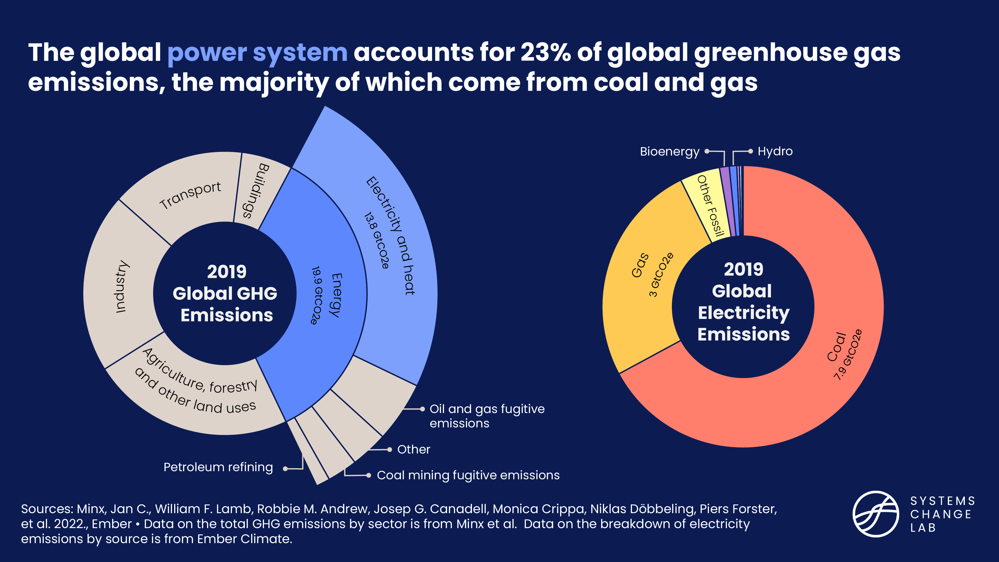 The global power system accounts for 23% of global greenhouse gas
emissions, the majority of which come from coal and gas
Buildings
Transport
Industry
Agriculture, forestry
and other land uses
2019
Global GHG
Emissions
Energy
19.9 GtCO2e
Electricity and heat
13.8 GtCO2e
Oil and gas fugitive
emissions
Other
Coal mining fugitive emissions
Petroleum refining
Bioenergy
Hydro
Other Fossil
Gas
3 GtCO2e
2019
Global
Electricity
Emissions
Coal
7.9 GtCO2e
Sources: Minx, Jan C., William F. Lamb, Robbie M. Andrew, Josep G. Canadell, Monica Crippa, Niklas Döbbeling, Piers Forster,
et al. 2022., Ember • Data on the total GHG emissions by sector is from Minx et al.  Data on the breakdown of electricity
emissions by source is from Ember Climate.
SYSTEMS
CHANGE
LAB